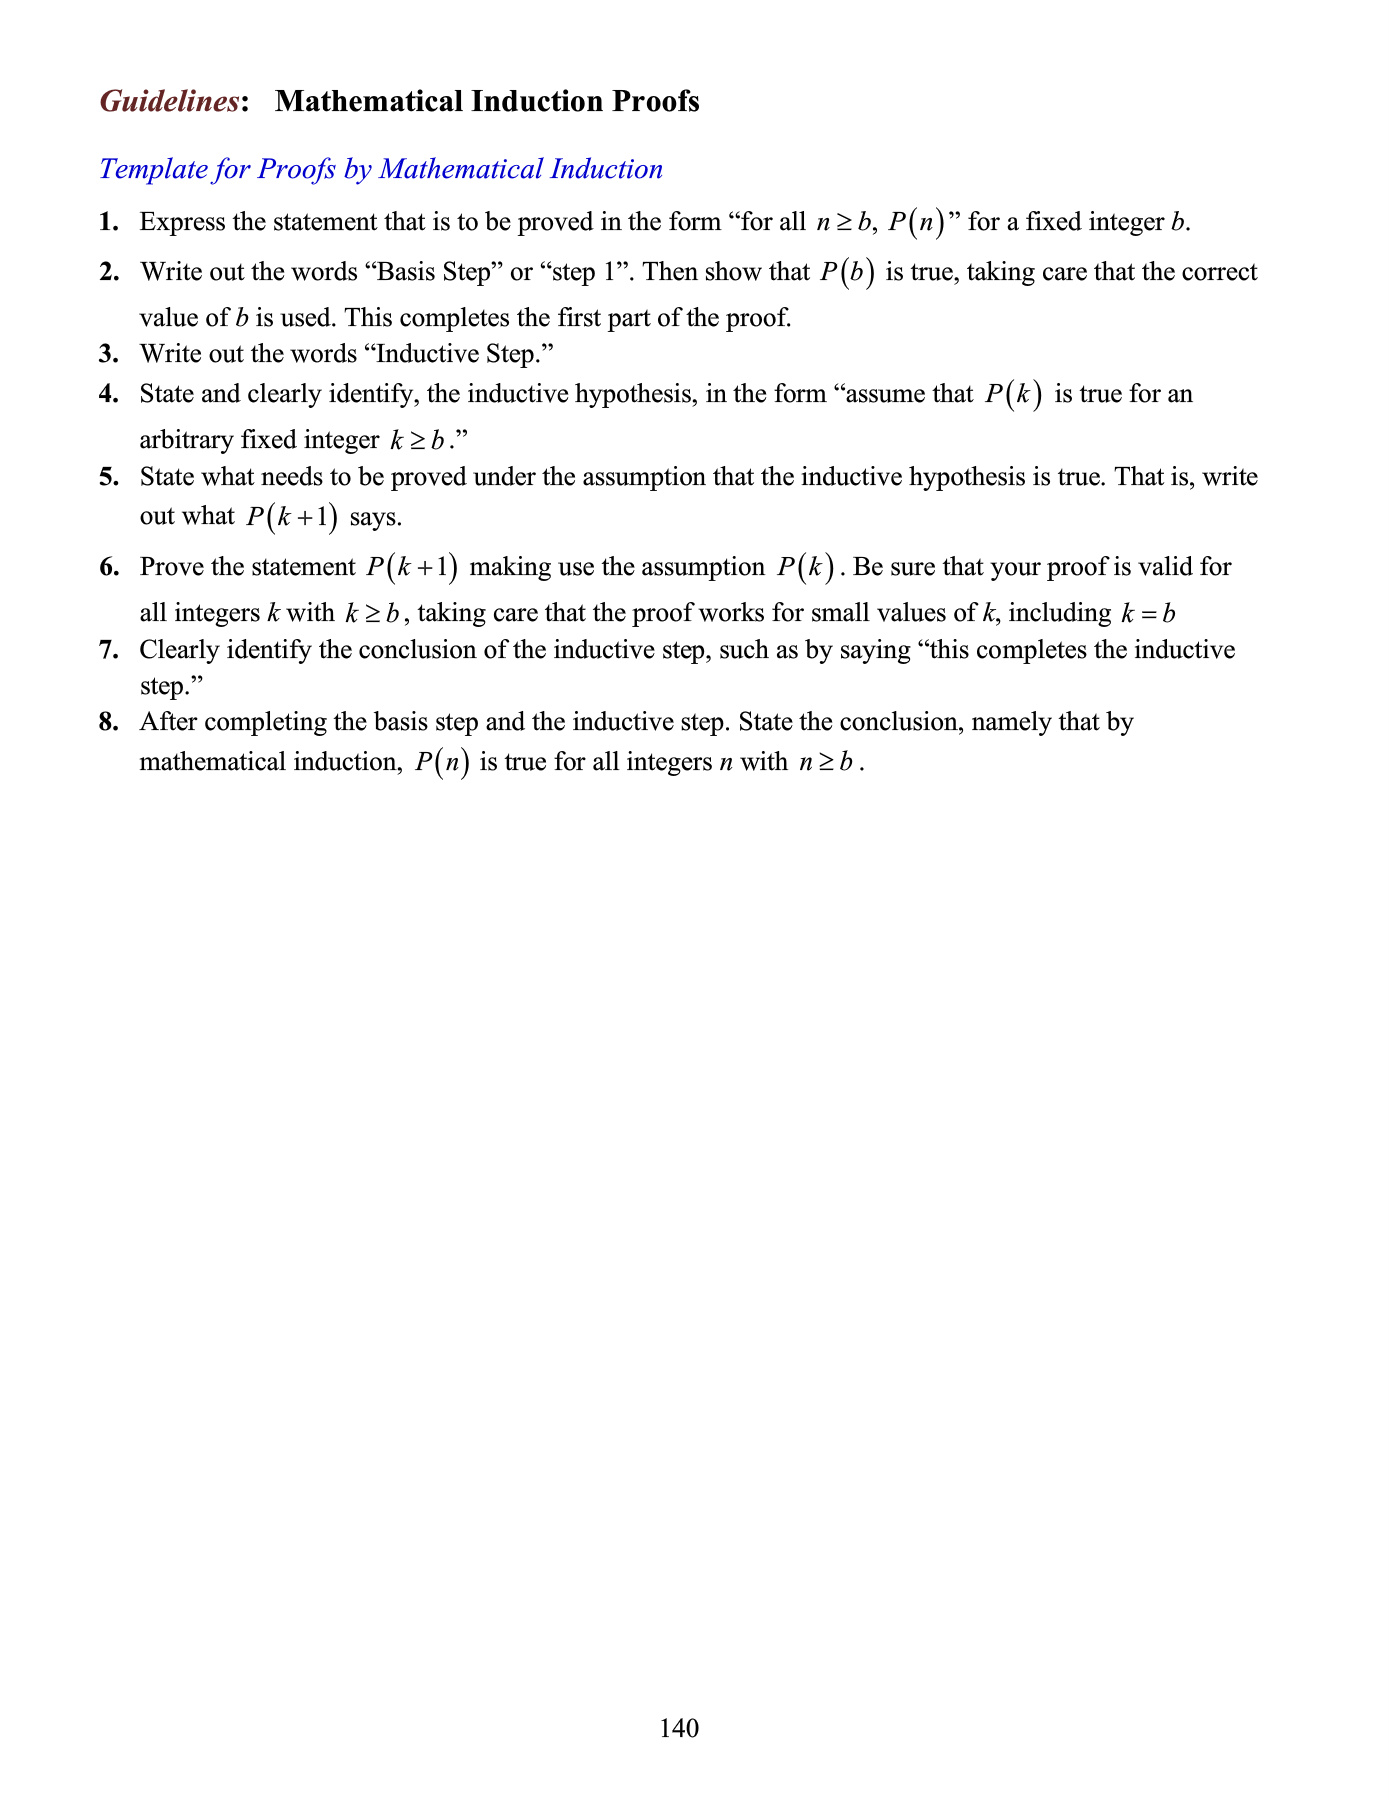 Guidelines: Mathematical Induction Proofs
Template for Proofs by Mathematical Induction
1. Express the statement that is to be proved in the form “for all n ≥ b, P(n)” for a fixed integer b.
2. Write out the words “Basis Step” or “step 1”. Then show that P(b) is true, taking care that the correct
value of b is used. This completes the first part of the proof.
3. Write out the words “Inductive Step.”
4. State and clearly identify, the inductive hypothesis, in the form “assume that P(k) is true for an
arbitrary fixed integer k ≥ b.”
5. State what needs to be proved under the assumption that the inductive hypothesis is true. That is, write
out what P(k+1) says.
6. Prove the statement P(k+1) making use the assumption P(k). Be sure that your proof is valid for
all integers k with k ≥ b, taking care that the proof works for small values of k, including k = b
7. Clearly identify the conclusion of the inductive step, such as by saying “this completes the inductive
step.”
8. After completing the basis step and the inductive step. State the conclusion, namely that by
mathematical induction, P(n) is true for all integers n with n ≥ b.
140